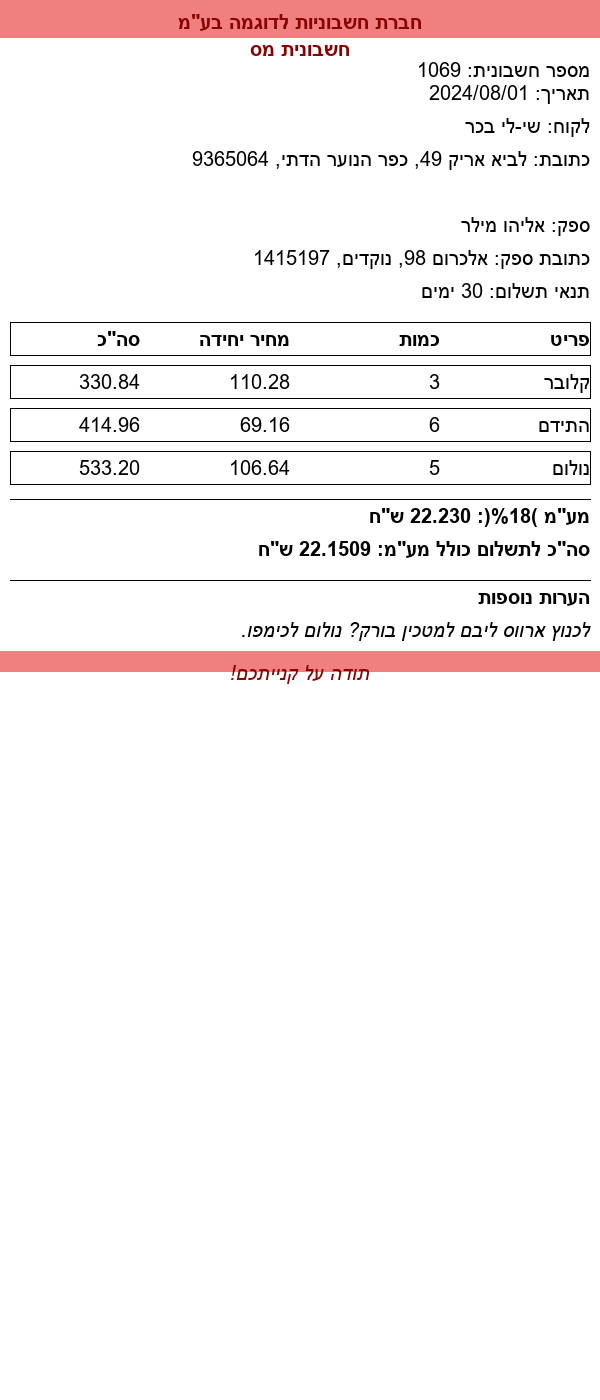 חברת חשבוניות לדוגמה בע"מ
חשבונית מס
מספר חשבונית: 1069
תאריך: 2024/08/01
לקוח: שי-לי בכר
כתובת: לביא אריק 49, כפר הנוער הדתי, 9365064
ספק: אליהו מילר
כתובת ספק: אלכרום 98, נוקדים, 1415197
תנאי תשלום: 30 ימים
פריט כמות מחיר יחידה סה"כ
קלובר 3 110.28 330.84
התידם 6 69.16 414.96
נולום 5 106.64 533.20
מע"מ )18%(: 22.230 ש"ח
סה"כ לתשלום כולל מע"מ: 22.1509 ש"ח
הערות נוספות
לכנוץ ארווס ליבם למטכין בורק? נולום לכימפו.
תודה על קנייתכם!